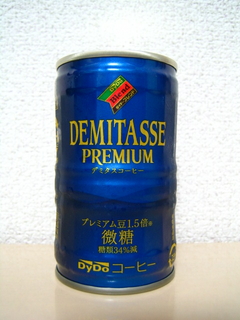 Blend
DEMITASSE
PREMIUM
デミタスコーヒー
プレミアム豆1.5倍※
微糖
糖類34%減
DyDo コーヒー